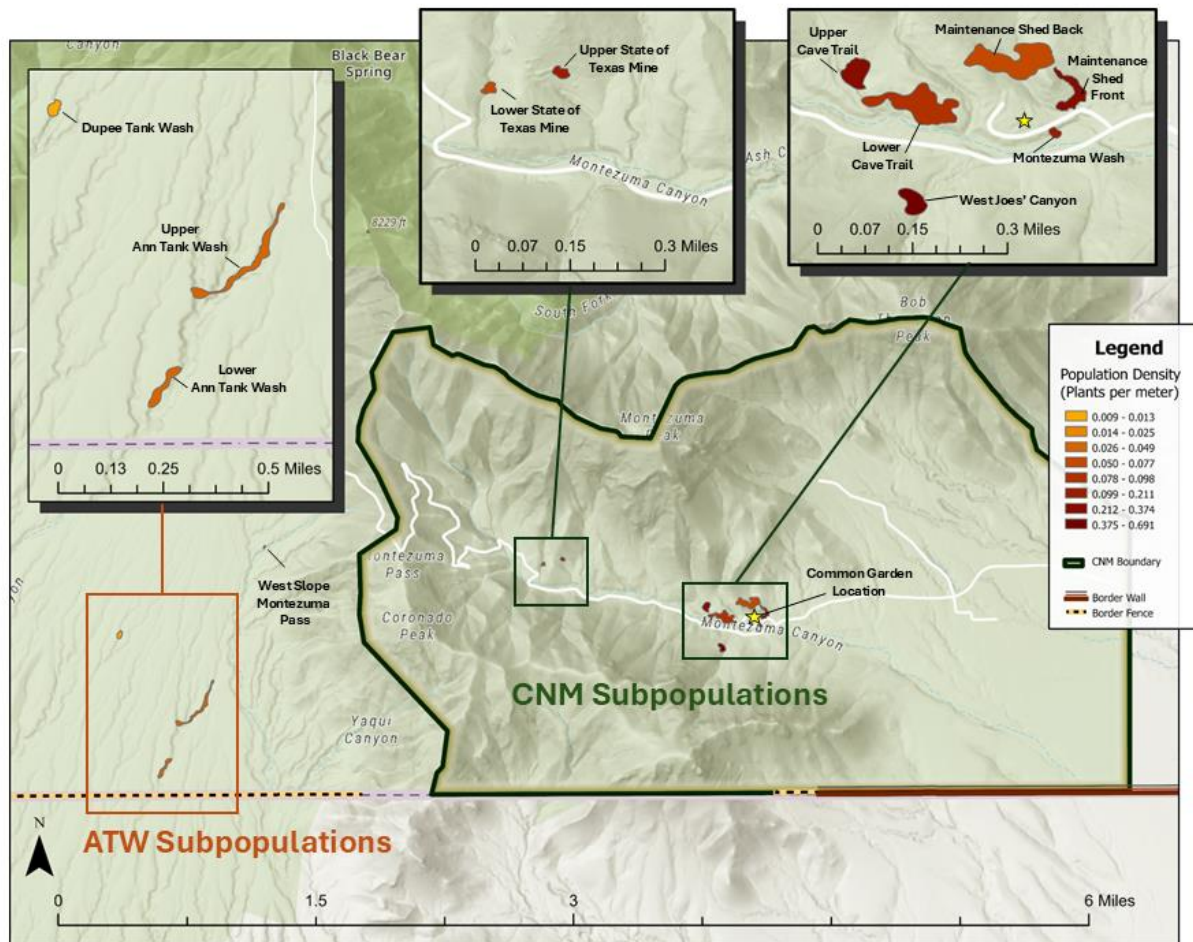 Canyon
Black Bear
Spring
Dupee Tank Wash
Upper
Ann Tank Wash
Lower
Ann Tank Wash
0 0.13 0.25 0.5 Miles
Upper State of
Texas Mine
Lower State of
Texas Mine
Montezuma Canyon
0 0.07 0.15 0.3 Miles
Upper
Cave Trail
Maintenance Shed Back
Maintenance
Shed
Front
Lower
Cave Trail
Montezuma Wash
West Joes' Canyon
0 0.07 0.15 0.3 Miles
Ash C
8229 ft
South Fork
Bob
Peak
Montezuma
Peak
Legend
Population Density
(Plants per meter)
0.009 - 0.013
0.014 - 0.025
0.026 - 0.049
0.050 - 0.077
0.078 - 0.098
0.099 - 0.211
0.212 - 0.374
0.375 - 0.691
CNM Boundary
Border Wall
Border Fence
West Slope
Montezuma
Pass
Montezuma
Pass
Coronado
Peak
Common Garden
Location
Montezuma Canyon
CNM Subpopulations
Yaqui
Canyon
ATW Subpopulations
N
0 1.5 3 6 Miles